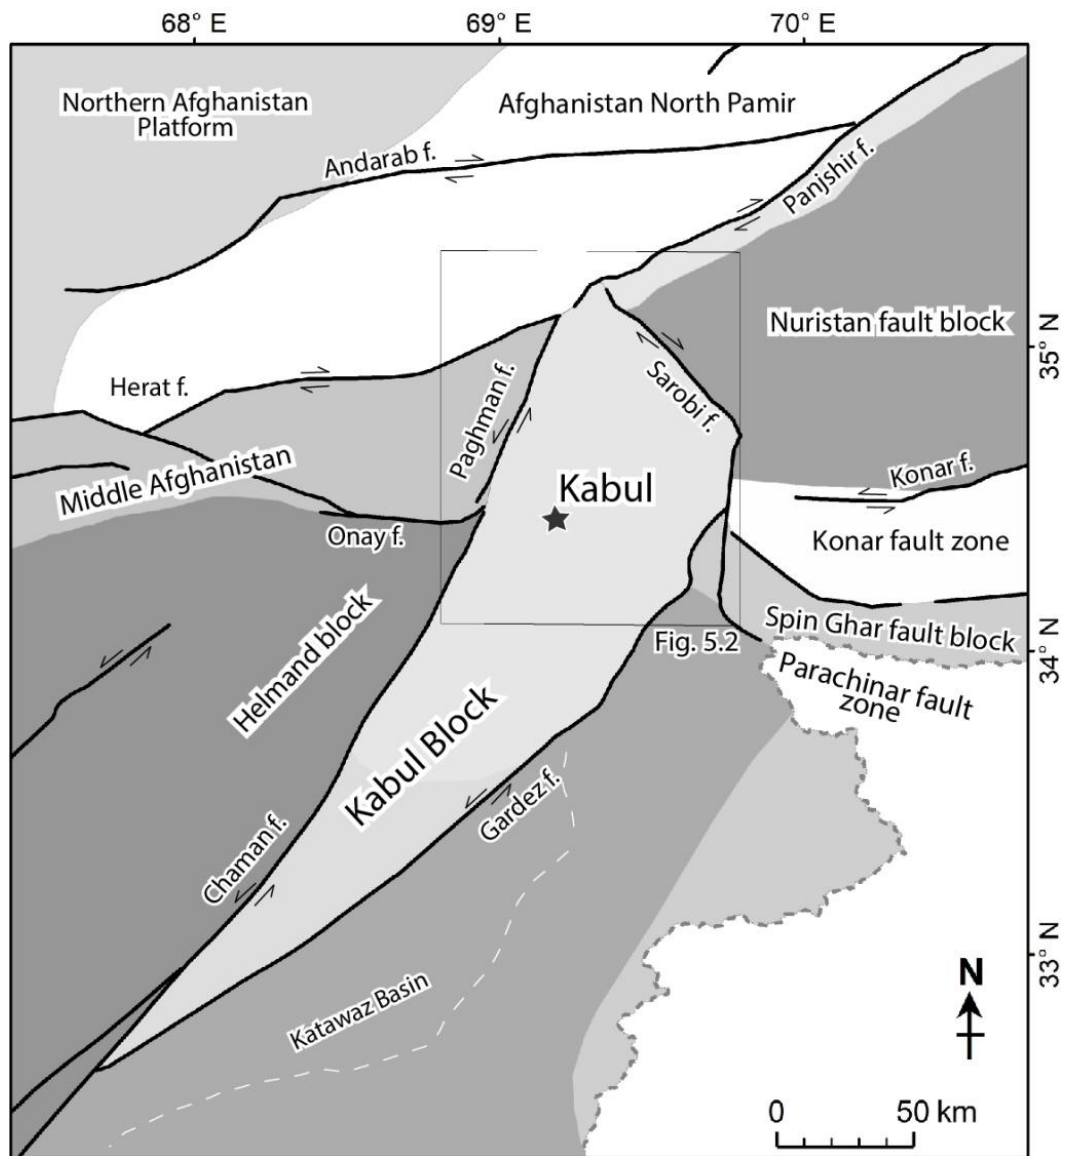 68° E
69° E
70° E
Northern Afghanistan
Platform
Afghanistan North Pamir
Andarab f.
Panjshir f.
Nuristan fault block
35° N
Herat f.
Paghman f.
Sarobi f.
Middle Afghanistan
Kabul
Konar f.
Onay f.
Konar fault zone
Helmand block
Spin Ghar fault block
Fig. 5.2
34° N
Parachinar fault
zone
Kabul Block
Gardez f.
Chaman f.
33° N
Katawaz Basin
N
0
50 km